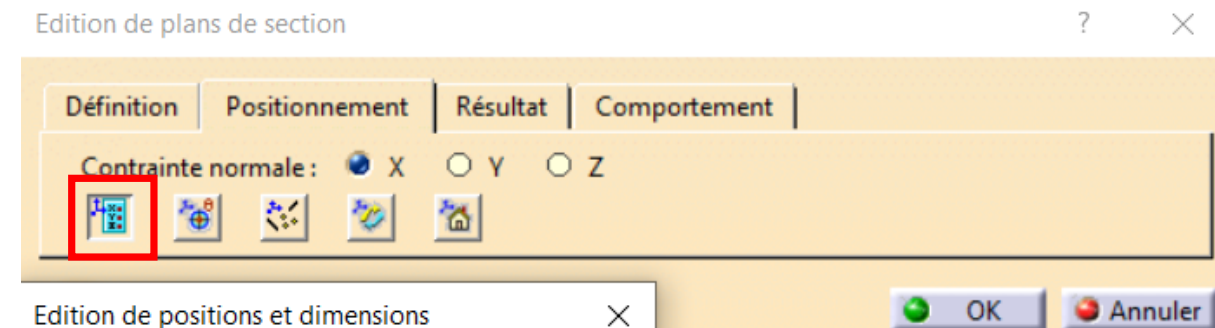 Edition de plans de section ?
Définition Positionnement Résultat Comportement
Contrainte normale : X Y Z
Edition de positions et dimensions
OK Annuler